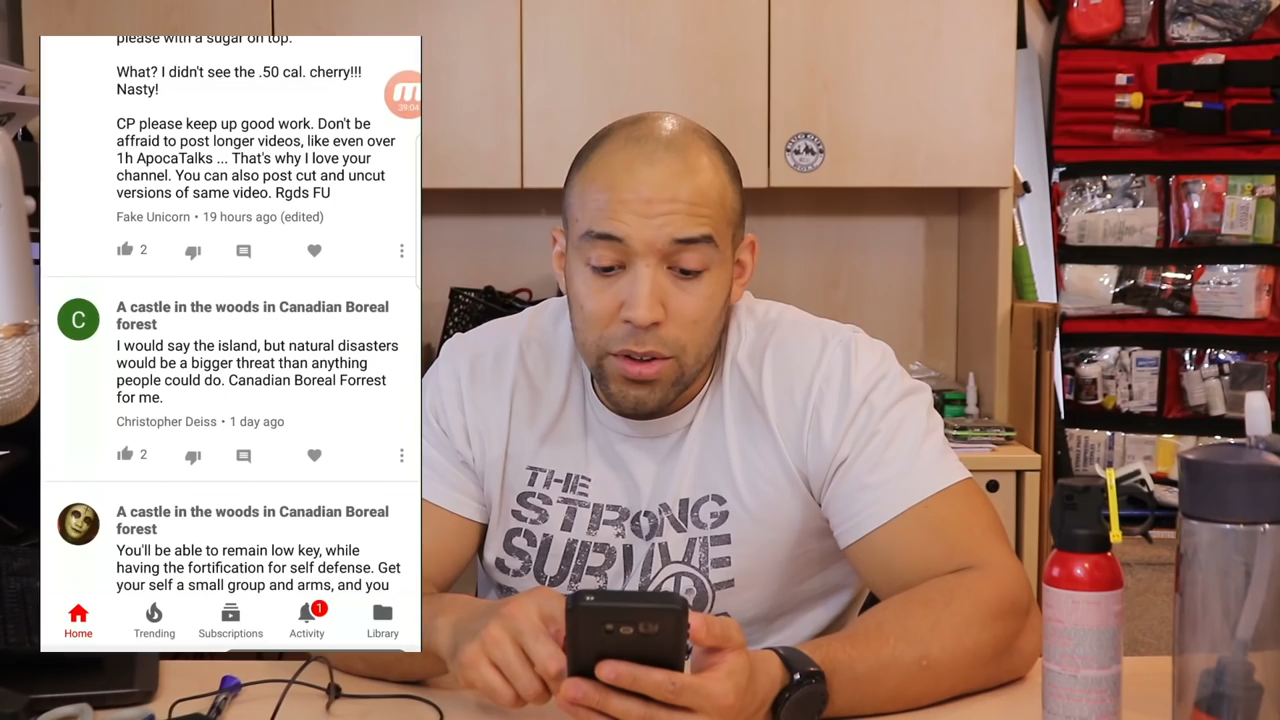 please with a sugar on top.
What? I didn't see the .50 cal. cherry!!!
Nasty!
CP please keep up good work. Don't be
affraid to post longer videos, like even over
1h ApocaTalks ... That's why I love your
channel. You can also post cut and uncut
versions of same video. Rgds FU
Fake Unicorn • 19 hours ago (edited)
2
39:04
C
A castle in the woods in Canadian Boreal
forest
I would say the island, but natural disasters
would be a bigger threat than anything
people could do. Canadian Boreal Forrest
for me.
Christopher Deiss • 1 day ago
2
A castle in the woods in Canadian Boreal
forest
You'll be able to remain low key, while
having the fortification for self defense. Get
your self a small group and arms, and you
1
Home Trending Subscriptions Activity Library
THE
STRONG
SURVIVE